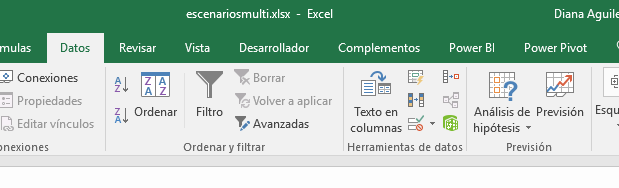 escenariosmulti.xlsx - Excel
Diana Aguile
mulas Datos Revisar Vista Desarrollador Complementos Power BI Power Pivot
Conexiones
Propiedades
Editar vínculos
onexiones
Ordenar
Filtro
Borrar
Volver a aplicar
Avanzadas
Ordenar y filtrar
Texto en
columnas
Herramientas de datos
Análisis de
hipótesis
Previsión
Previsión
Esqu